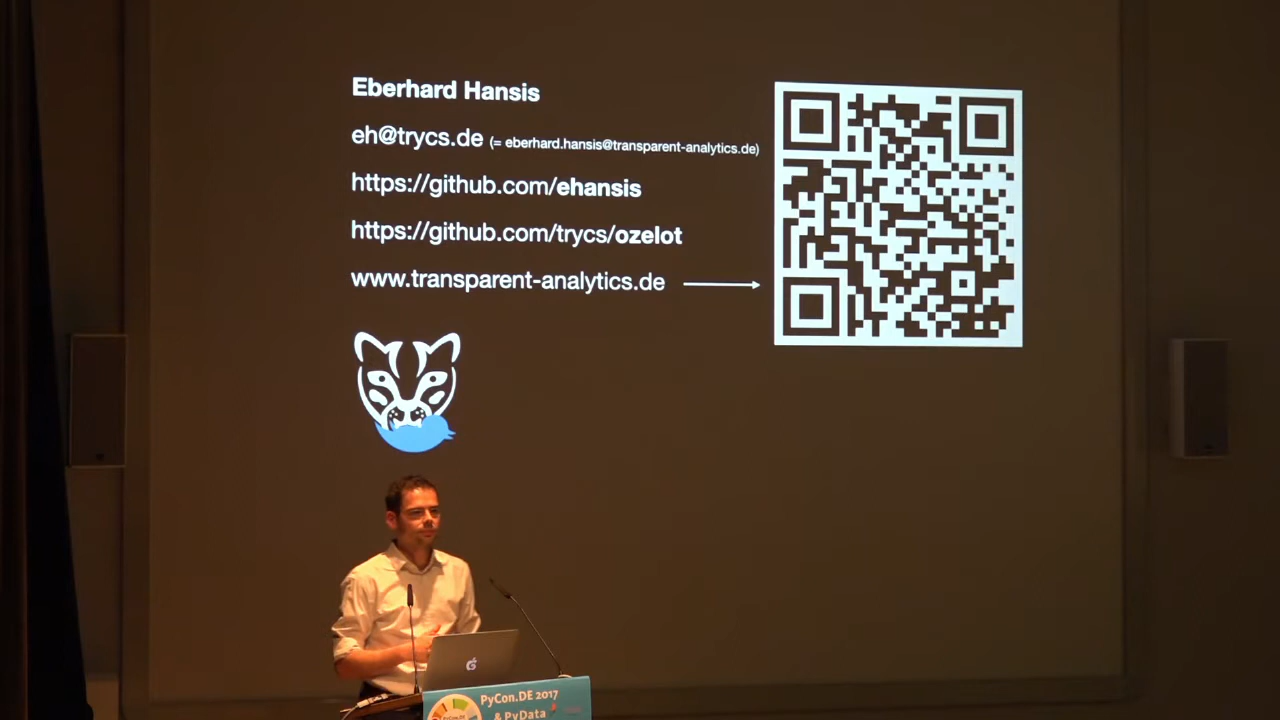 Eberhard Hansis
eh@trycs.de (= eberhard.hansis@transparent-analytics.de)
https://github.com/ehansis
https://github.com/trycs/ozelot
www.transparent-analytics.de
PyCon.DE 2017
& PyData